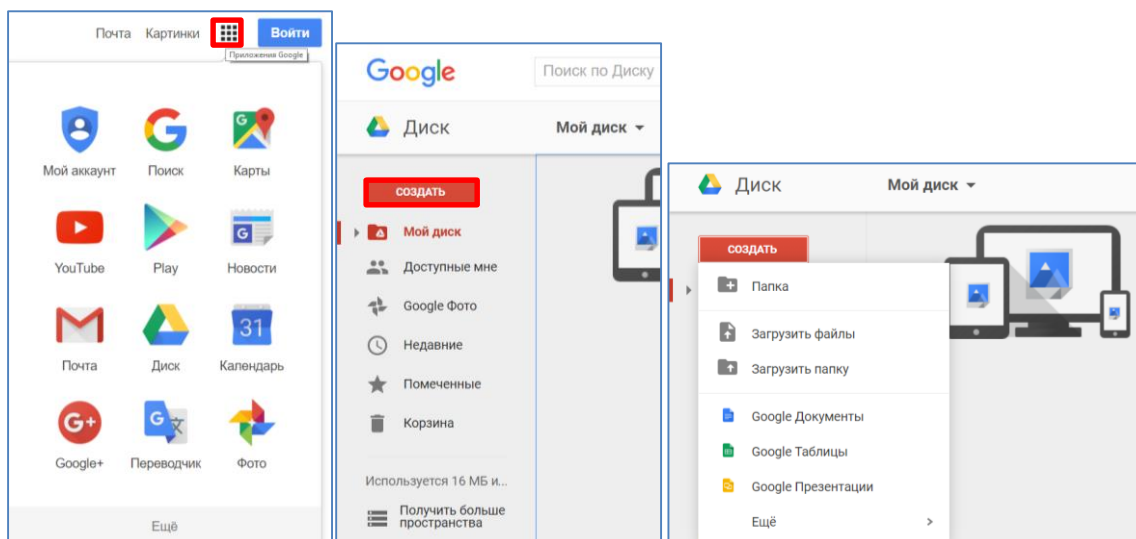 Почта Картинки Войти
Приложения Google
Мой аккаунт Поиск Карты
YouTube Play Новости
31
Почта Диск Календарь
G+
Google+ Переводчик Фото
Ещё
Google Поиск по Диску
Диск Мой диск
СОЗДАТЬ
Мой диск
Доступные мне
Google Фото
Недавние
Помеченные
Корзина
Используется 16 МБ и...
Получить больше
пространства
Диск Мой диск
СОЗДАТЬ
Папка
Загрузить файлы
Загрузить папку
Google Документы
Google Таблицы
Google Презентации
Ещё